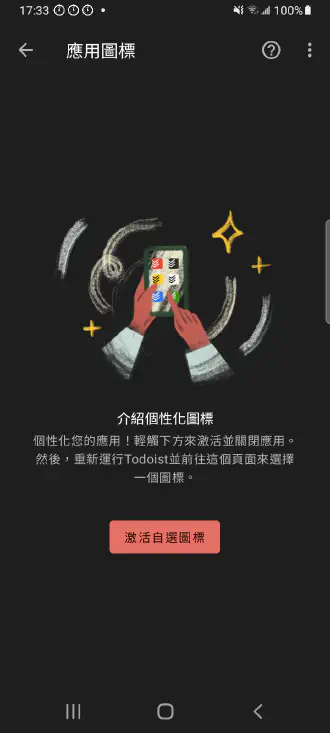 17:33
100%
應用圖標
介紹個性化圖標
個性化您的應用！輕觸下方來激活並關閉應用。
然後，重新運行Todoist並前往這個頁面來選擇
一個圖標。
激活自選圖標